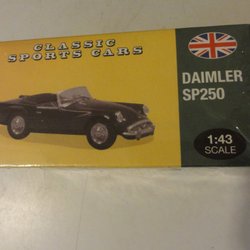 CLASSIC
SPORTS CARS
DAIMLER
SP250
1:43
SCALE